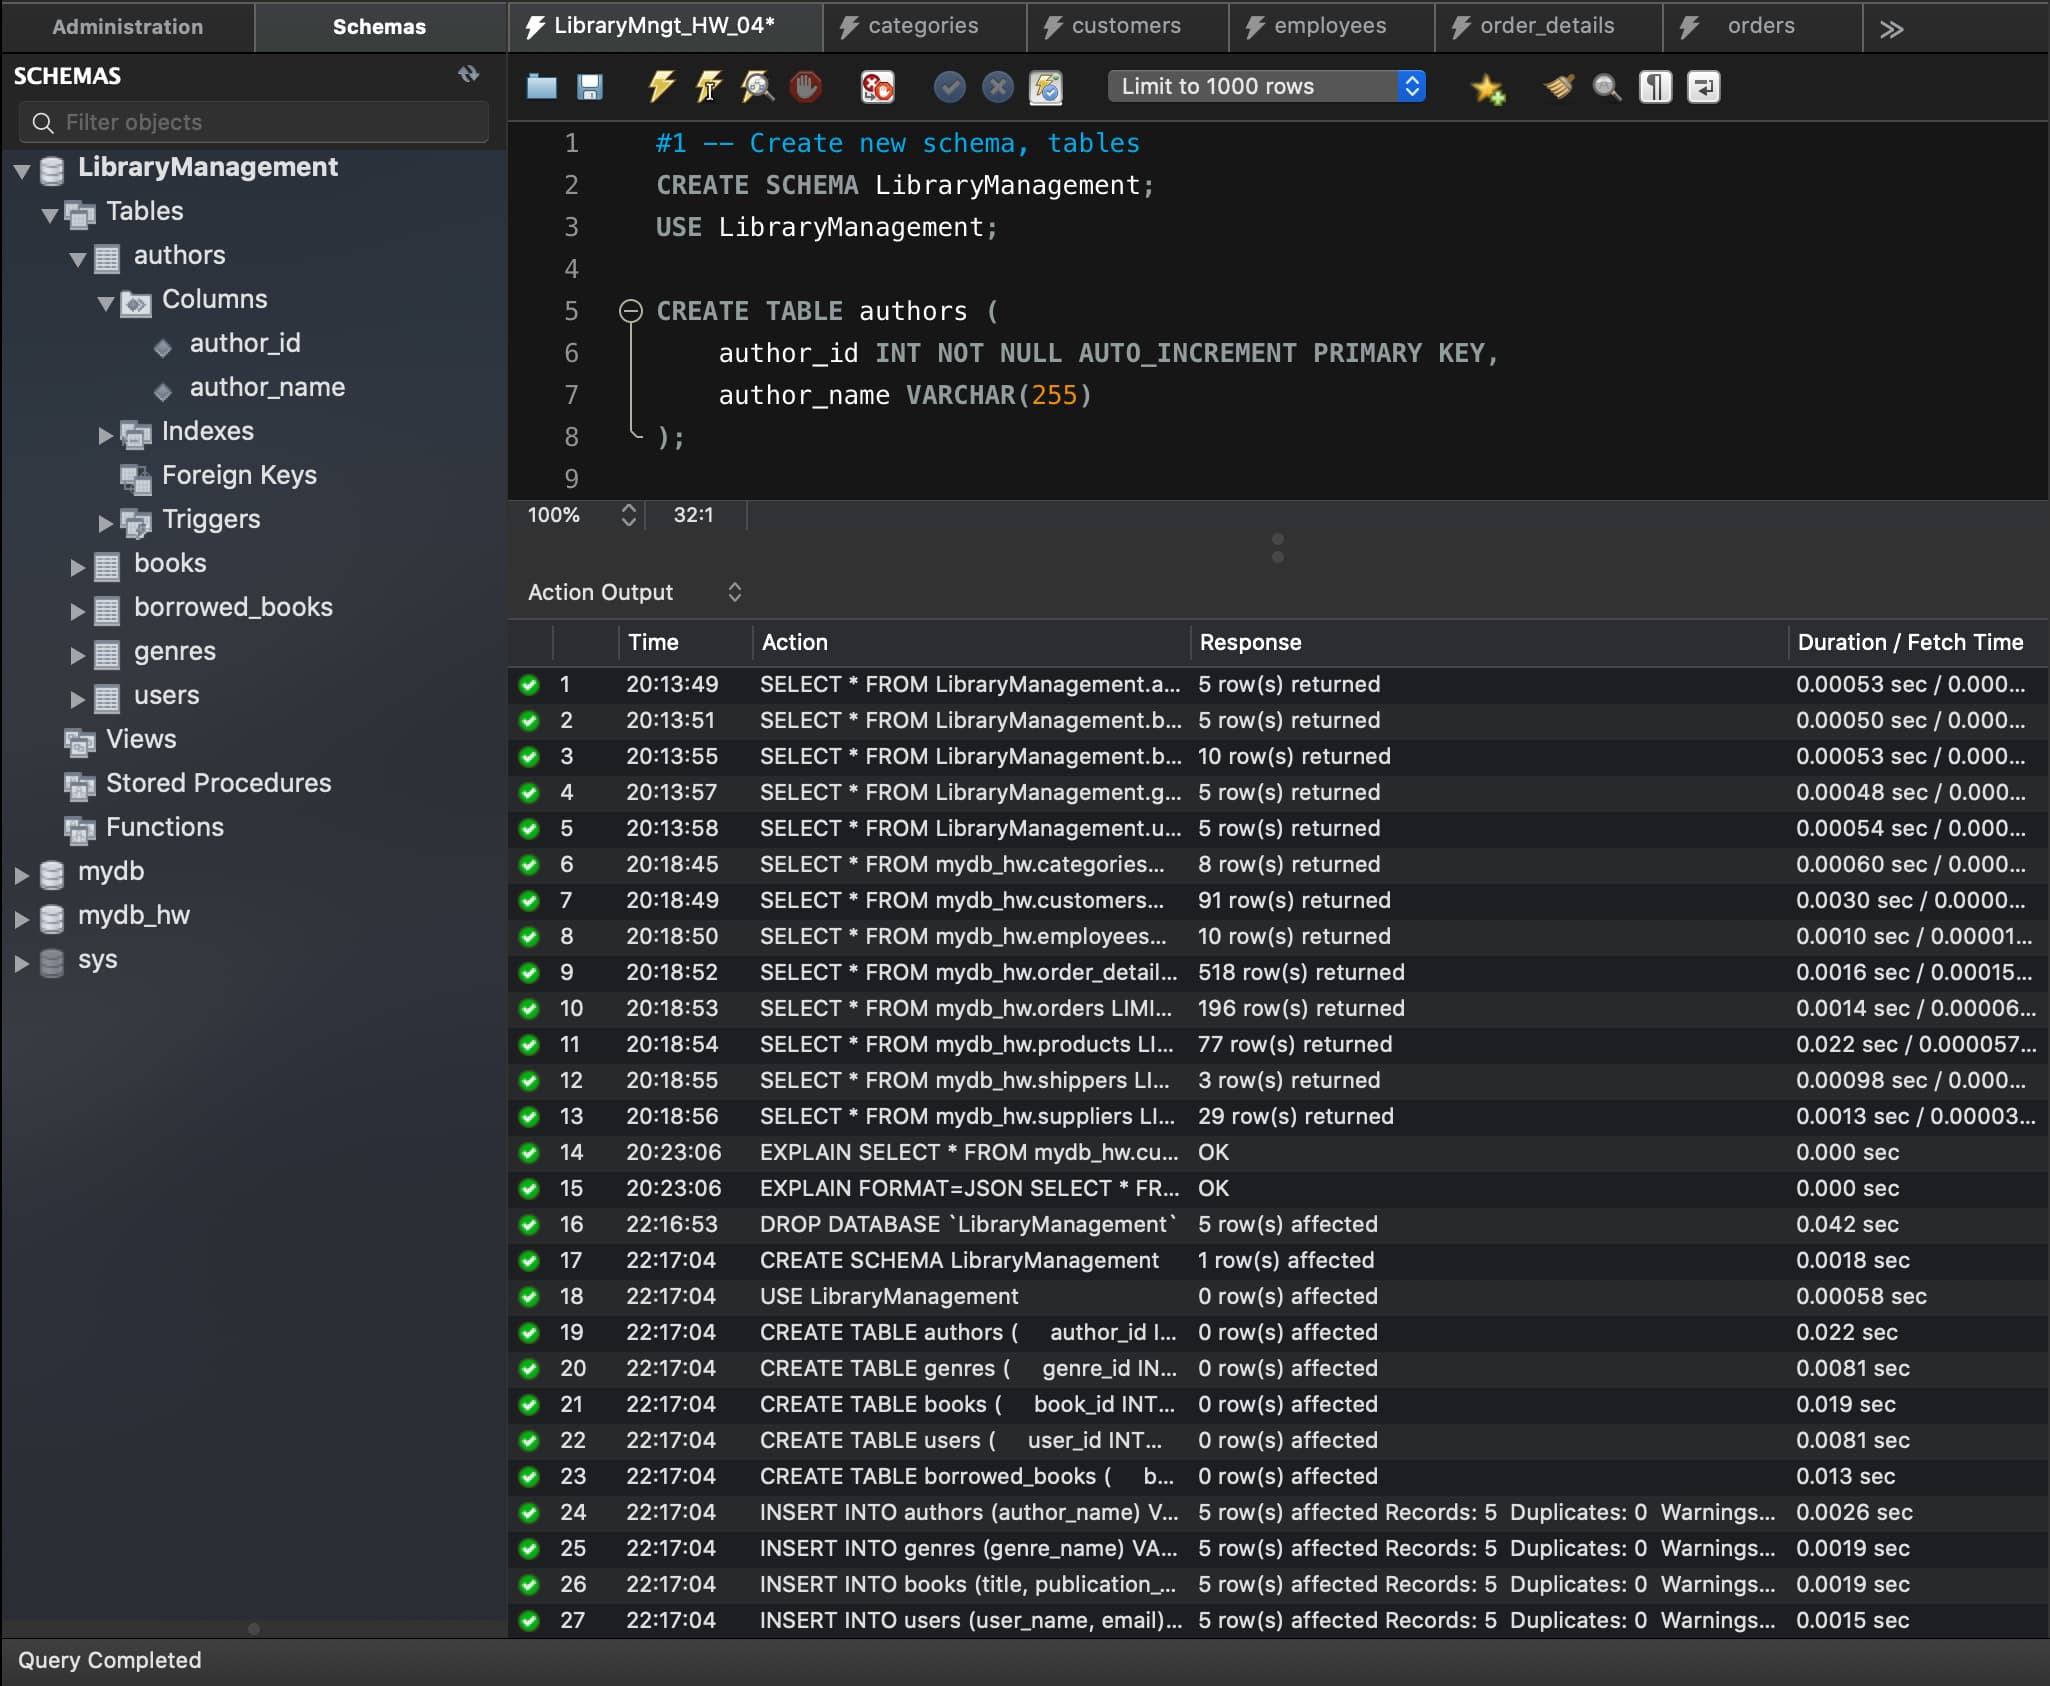 Administration
Schemas
LibraryMngt_HW_04*
categories
customers
employees
order_details
orders
SCHEMAS
Filter objects
Limit to 1000 rows
LibraryManagement
Tables
authors
Columns
author_id
author_name
Indexes
Foreign Keys
Triggers
books
borrowed_books
genres
users
Views
Stored Procedures
Functions
mydb
mydb_hw
sys
1 #1 -- Create new schema, tables
2 CREATE SCHEMA LibraryManagement;
3 USE LibraryManagement;
4
5 CREATE TABLE authors (
6 author_id INT NOT NULL AUTO_INCREMENT PRIMARY KEY,
7 author_name VARCHAR(255)
8 );
9
100% 32:1
Action Output
Time Action Response Duration / Fetch Time
1 20:13:49 SELECT * FROM LibraryManagement.a... 5 row(s) returned 0.00053 sec / 0.000...
2 20:13:51 SELECT * FROM LibraryManagement.b... 5 row(s) returned 0.00050 sec / 0.000...
3 20:13:55 SELECT * FROM LibraryManagement.b... 10 row(s) returned 0.00053 sec / 0.000...
4 20:13:57 SELECT * FROM LibraryManagement.g... 5 row(s) returned 0.00048 sec / 0.000...
5 20:13:58 SELECT * FROM LibraryManagement.u... 5 row(s) returned 0.00054 sec / 0.000...
6 20:18:45 SELECT * FROM mydb_hw.categories... 8 row(s) returned 0.00060 sec / 0.000...
7 20:18:49 SELECT * FROM mydb_hw.customers... 91 row(s) returned 0.0030 sec / 0.0000...
8 20:18:50 SELECT * FROM mydb_hw.employees... 10 row(s) returned 0.0010 sec / 0.00001...
9 20:18:52 SELECT * FROM mydb_hw.order_detail... 518 row(s) returned 0.0016 sec / 0.00015...
10 20:18:53 SELECT * FROM mydb_hw.orders LIMI... 196 row(s) returned 0.0014 sec / 0.00006...
11 20:18:54 SELECT * FROM mydb_hw.products LI... 77 row(s) returned 0.022 sec / 0.000057...
12 20:18:55 SELECT * FROM mydb_hw.shippers LI... 3 row(s) returned 0.00098 sec / 0.000...
13 20:18:56 SELECT * FROM mydb_hw.suppliers LI... 29 row(s) returned 0.0013 sec / 0.00003...
14 20:23:06 EXPLAIN SELECT * FROM mydb_hw.cu... OK 0.000 sec
15 20:23:06 EXPLAIN FORMAT=JSON SELECT * FR... OK 0.000 sec
16 22:16:53 DROP DATABASE `LibraryManagement` 5 row(s) affected 0.042 sec
17 22:17:04 CREATE SCHEMA LibraryManagement 1 row(s) affected 0.0018 sec
18 22:17:04 USE LibraryManagement 0 row(s) affected 0.00058 sec
19 22:17:04 CREATE TABLE authors ( author_id I... 0 row(s) affected 0.022 sec
20 22:17:04 CREATE TABLE genres ( genre_id IN... 0 row(s) affected 0.0081 sec
21 22:17:04 CREATE TABLE books ( book_id INT... 0 row(s) affected 0.019 sec
22 22:17:04 CREATE TABLE users ( user_id INT... 0 row(s) affected 0.0081 sec
23 22:17:04 CREATE TABLE borrowed_books ( b... 0 row(s) affected 0.013 sec
24 22:17:04 INSERT INTO authors (author_name) V... 5 row(s) affected Records: 5 Duplicates: 0 Warnings... 0.0026 sec
25 22:17:04 INSERT INTO genres (genre_name) VA... 5 row(s) affected Records: 5 Duplicates: 0 Warnings... 0.0019 sec
26 22:17:04 INSERT INTO books (title, publication_... 5 row(s) affected Records: 5 Duplicates: 0 Warnings... 0.0019 sec
27 22:17:04 INSERT INTO users (user_name, email)... 5 row(s) affected Records: 5 Duplicates: 0 Warnings... 0.0015 sec
Query Completed